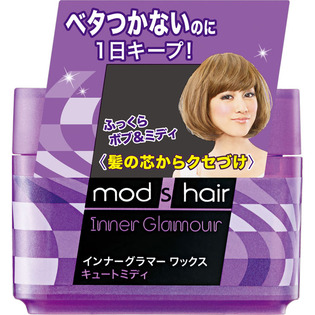 ベタつかないのに
1日キープ!
ふっくら
ボブ&ミディ
〈髪の芯からクセづけ〉
mod s hair
Inner Glamour
インナーグラマー ワックス
キュートミディ